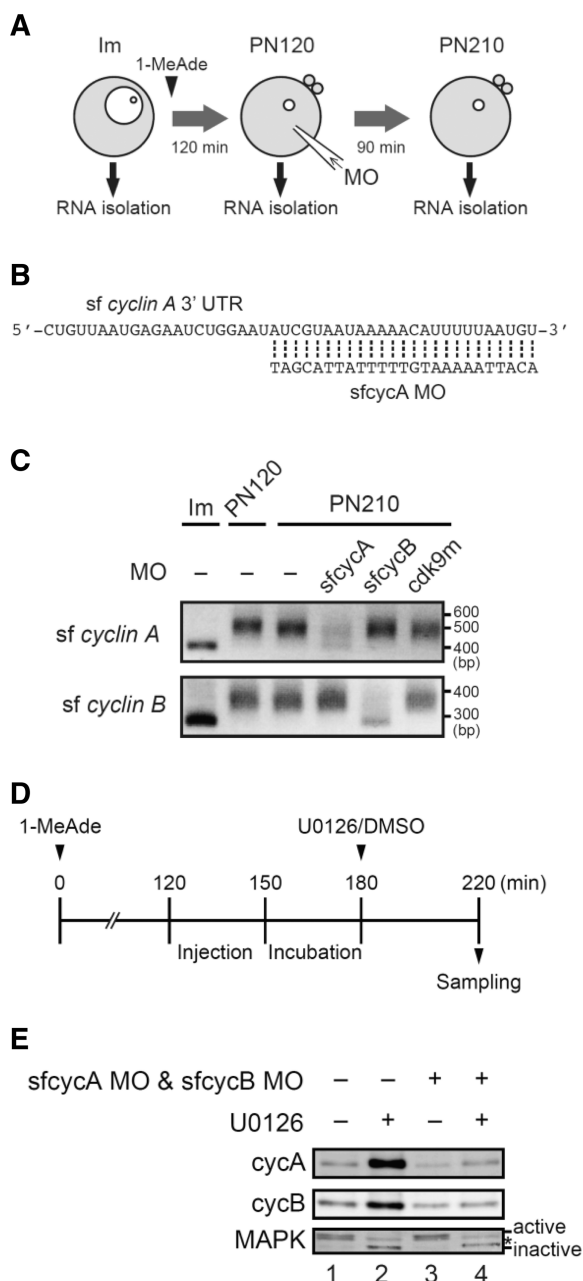 A
Im
PN120
PN210
1-MeAde
120 min
90 min
MO
RNA isolation
RNA isolation
RNA isolation
B
sf cyclin A 3' UTR
5'-CUGUUAAUGAGAAUCUGGAAUAUCGUAAUAAAAACAUUUUUAAUGU-3'
TAGCATTATTTTTGTAAAAATTACA
sfcycA MO
C
Im
PN120
PN210
MO – – – sfcycA sfcycB cdk9m
sf cyclin A
600
500
400
(bp)
sf cyclin B
400
300
(bp)
D
1-MeAde
U0126/DMSO
0 120 150 180 220 (min)
Injection Incubation
Sampling
E
sfcycA MO & sfcycB MO – – + +
U0126 – + – +
cycA
cycB
MAPK
active
*
inactive
1 2 3 4